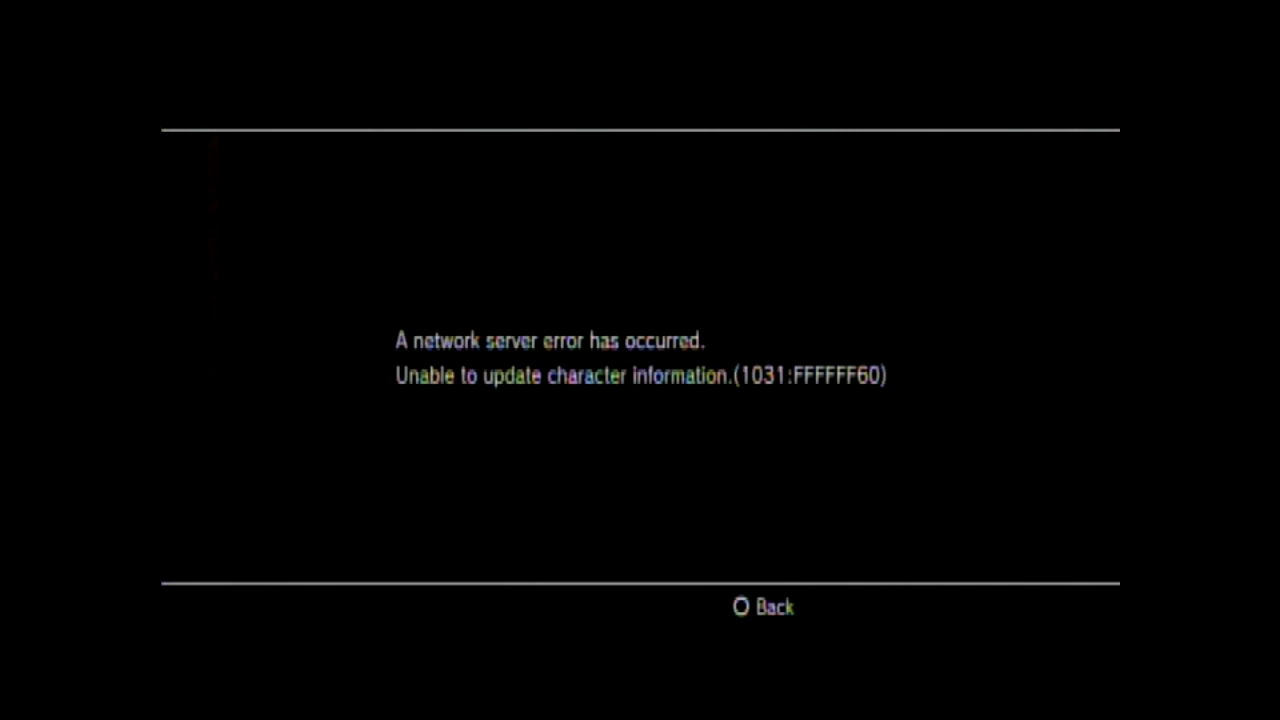 A network server error has occurred.
Unable to update character information.(1031:FFFFFF60)
O Back